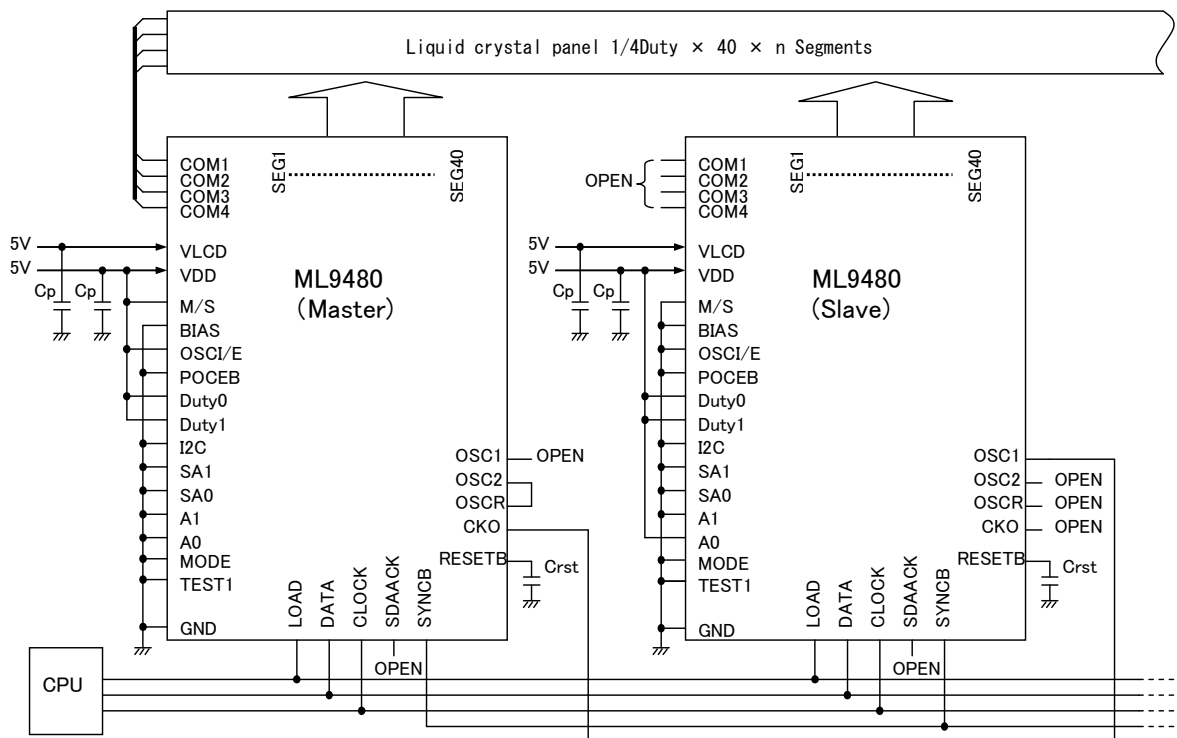 Liquid crystal panel 1/4Duty × 40 × n Segments
COM1
COM2
COM3
COM4
SEG1
SEG40
5V
VLCD
5V
VDD
Cp
Cp
ML9480
(Master)
M/S
BIAS
OSCI/E
POCEB
Duty0
Duty1
I2C
SA1
SA0
A1
A0
MODE
TEST1
GND
OSC1
OPEN
OSC2
OSCR
CKO
RESETB
Crst
LOAD
DATA
CLOCK
SDAACK
SYNCB
OPEN
OPEN
COM1
COM2
COM3
COM4
SEG1
SEG40
5V
VLCD
5V
VDD
Cp
Cp
ML9480
(Slave)
M/S
BIAS
OSCI/E
POCEB
Duty0
Duty1
I2C
SA1
SA0
A1
A0
MODE
TEST1
GND
OSC1
OSC2
OPEN
OSCR
OPEN
CKO
OPEN
RESETB
Crst
LOAD
DATA
CLOCK
SDAACK
SYNCB
OPEN
CPU